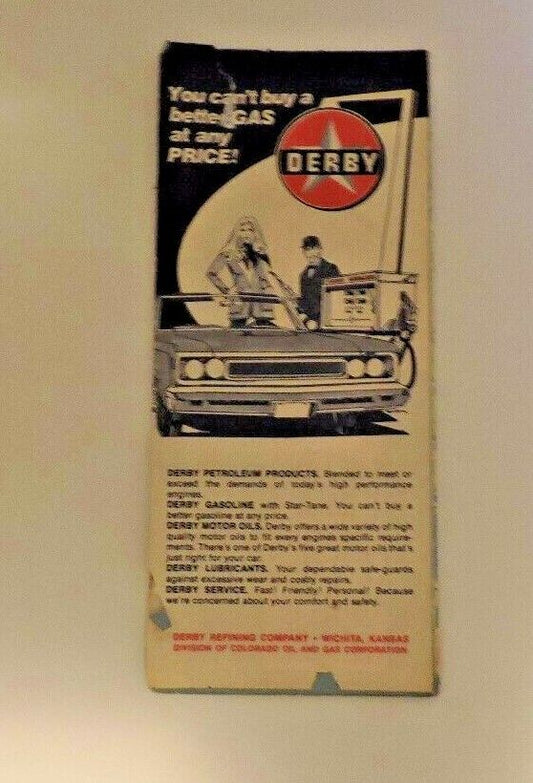 You can't buy a
better GAS
at any
PRICE!
DERBY
DERBY PETROLEUM PRODUCTS. Blended to meet or
exceed the demands of today's high performance
engines.
DERBY GASOLINE with Star-Tane. You can't buy a
better gasoline at any price.
DERBY MOTOR OILS. Derby offers a wide variety of high
quality motor oils to fit every engines specific require-
ments. There's one of Derby's five great motor oils that's
just right for your car.
DERBY LUBRICANTS. Your dependable safe-guards
against excessive wear and costly repairs.
DERBY SERVICE. Fast! Friendly! Personal! Because
we're concerned about your comfort and safety.
DERBY REFINING COMPANY • WICHITA, KANSAS
DIVISION OF COLORADO OIL AND GAS CORPORATION